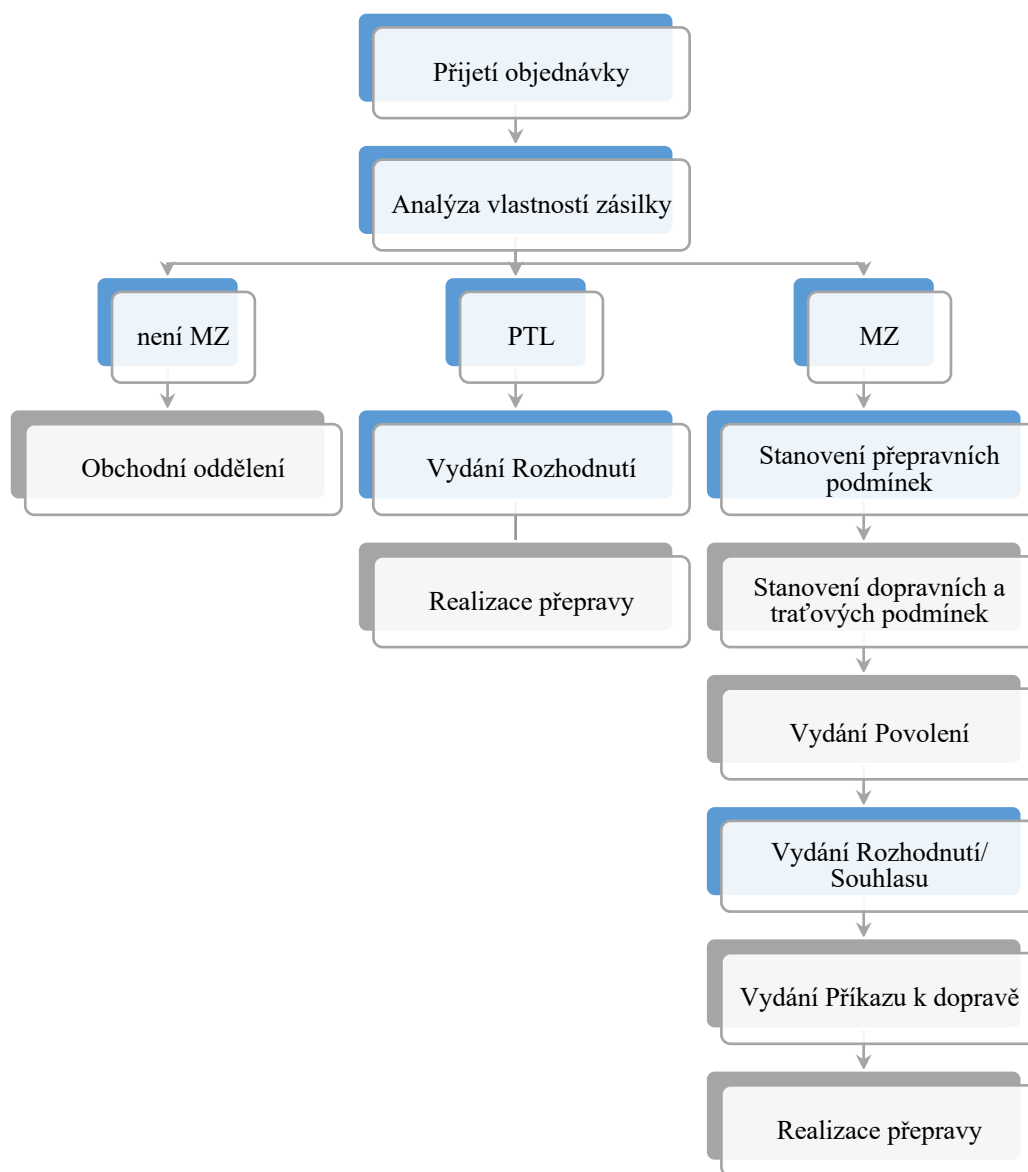 Přijetí objednávky
Analýza vlastností zásilky
není MZ
PTL
MZ
Obchodní oddělení
Vydání Rozhodnutí
Stanovení přepravních
podmínek
Realizace přepravy
Stanovení dopravních a
traťových podmínek
Vydání Povolení
Vydání Rozhodnutí/
Souhlasu
Vydání Příkazu k dopravě
Realizace přepravy